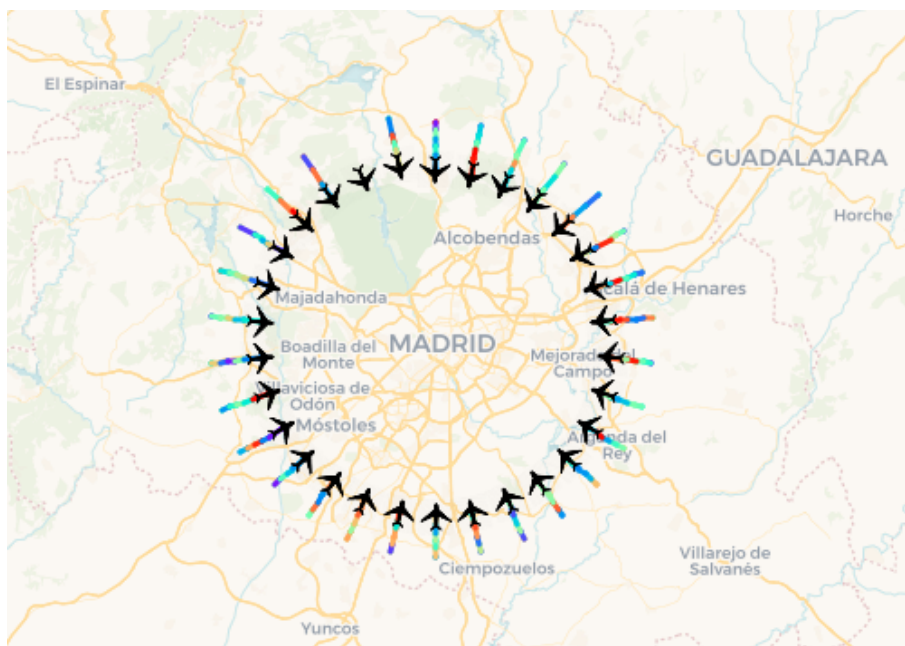 El Espinar
GUADALAJARA
Horche
Alcobendas
calá de Henares
Majadahonda
MADRID
Boadilla del
Monte
Mejorada del
Campo
Villaviciosa de
Odón
Móstoles
Arganda del
Rey
Villarejo de
Salvanés
Ciempozuelos
Yuncos